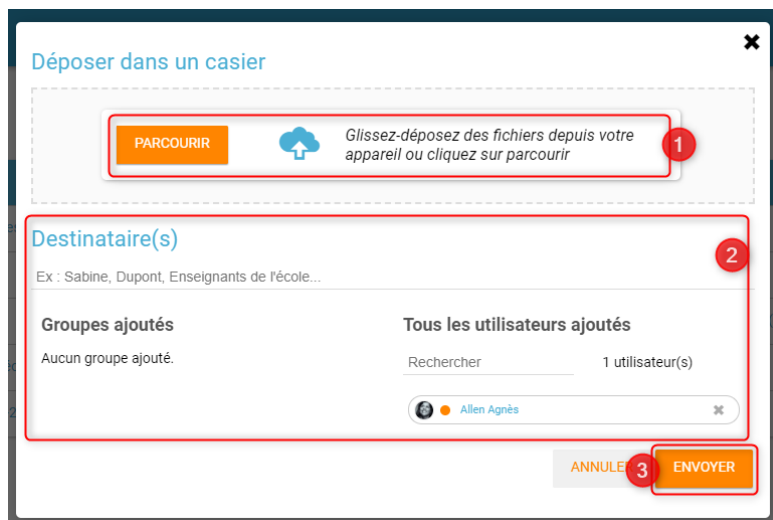 Déposer dans un casier
PARCOURIR
Glissez-déposez des fichiers depuis votre
appareil ou cliquez sur parcourir
1
Destinataire(s)
2
Ex : Sabine, Dupont, Enseignants de l'école...
Groupes ajoutés
Tous les utilisateurs ajoutés
Aucun groupe ajouté.
Rechercher
1 utilisateur(s)
Allen Agnès
3
ENVOYER